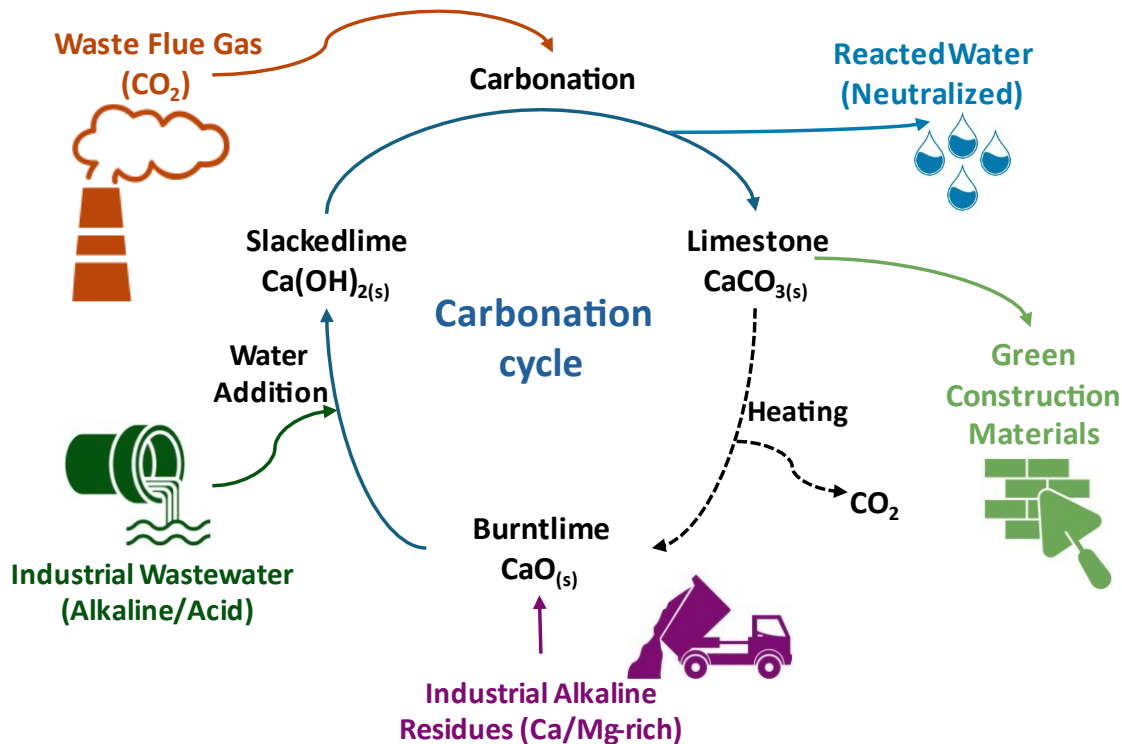 Waste Flue Gas
(CO₂)
Carbonation
Reacted Water
(Neutralized)
Slackedlime
Ca(OH)₂₍ₛ₎
Limestone
CaCO₃₍ₛ₎
Carbonation
cycle
Water
Addition
Green
Construction
Materials
Heating
CO₂
Industrial Wastewater
(Alkaline/Acid)
Burntlime
CaO₍ₛ₎
Industrial Alkaline
Residues (Ca/Mg-rich)